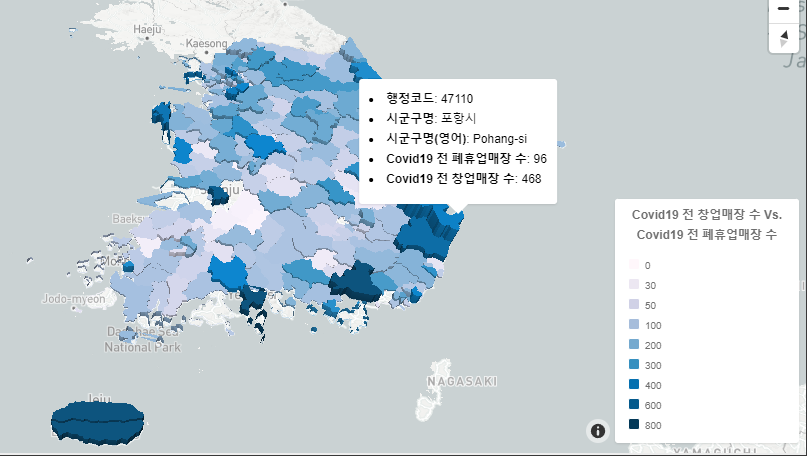 Haeju
Kaesong
• 행정코드: 47110
• 시군구명: 포항시
• 시군구명(영어): Pohang-si
• Covid19 전 폐휴업매장 수: 96
• Covid19 전 창업매장 수: 468
Baeks
Jodo-myeon
National Park
Jeju
NAGASAKI
YAMAGUCHI
Covid19 전 창업매장 수 Vs.
Covid19 전 폐휴업매장 수
0
30
50
100
200
300
400
600
800